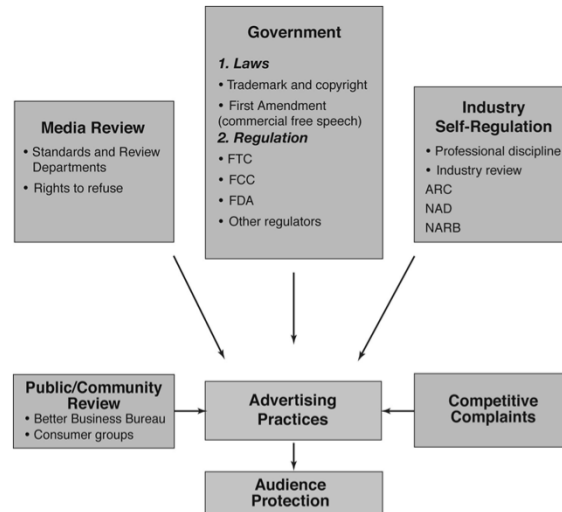 Government
1. Laws
• Trademark and copyright
• First Amendment
(commercial free speech)
2. Regulation
• FTC
• FCC
• FDA
• Other regulators
Media Review
• Standards and Review
Departments
• Rights to refuse
Industry
Self-Regulation
• Professional discipline
• Industry review
ARC
NAD
NARB
Public/Community
Review
• Better Business Bureau
• Consumer groups
Advertising
Practices
Competitive
Complaints
Audience
Protection